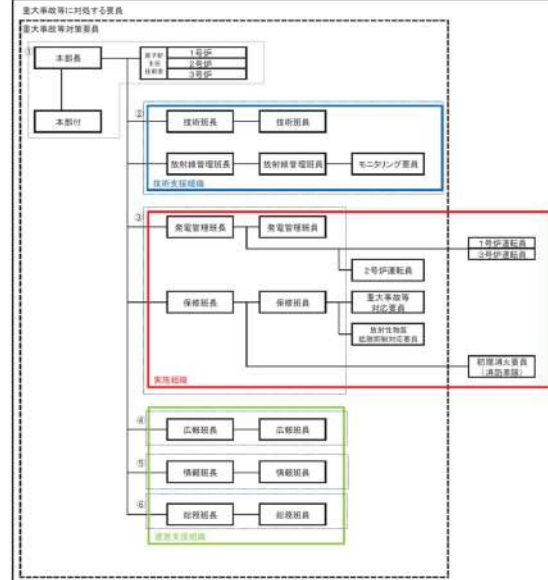 重大事故等に対処する要員
重大事故等対策要員
①
本部長
原子炉
主任
技術者
1号炉
2号炉
3号炉
本部付
②
技術班長
技術班員
放射線管理班長
放射線管理班員
モニタリング要員
技術支援組織
③
発電管理班長
発電管理班員
1号炉運転員
3号炉運転員
2号炉運転員
保修班長
保修班員
重大事故等
対応要員
放射性物質
拡散抑制対応要員
初期消火要員
(消防車隊)
実施組織
④
広報班長
広報班員
⑤
情報班長
情報班員
⑥
総務班長
総務班員
運営支援組織